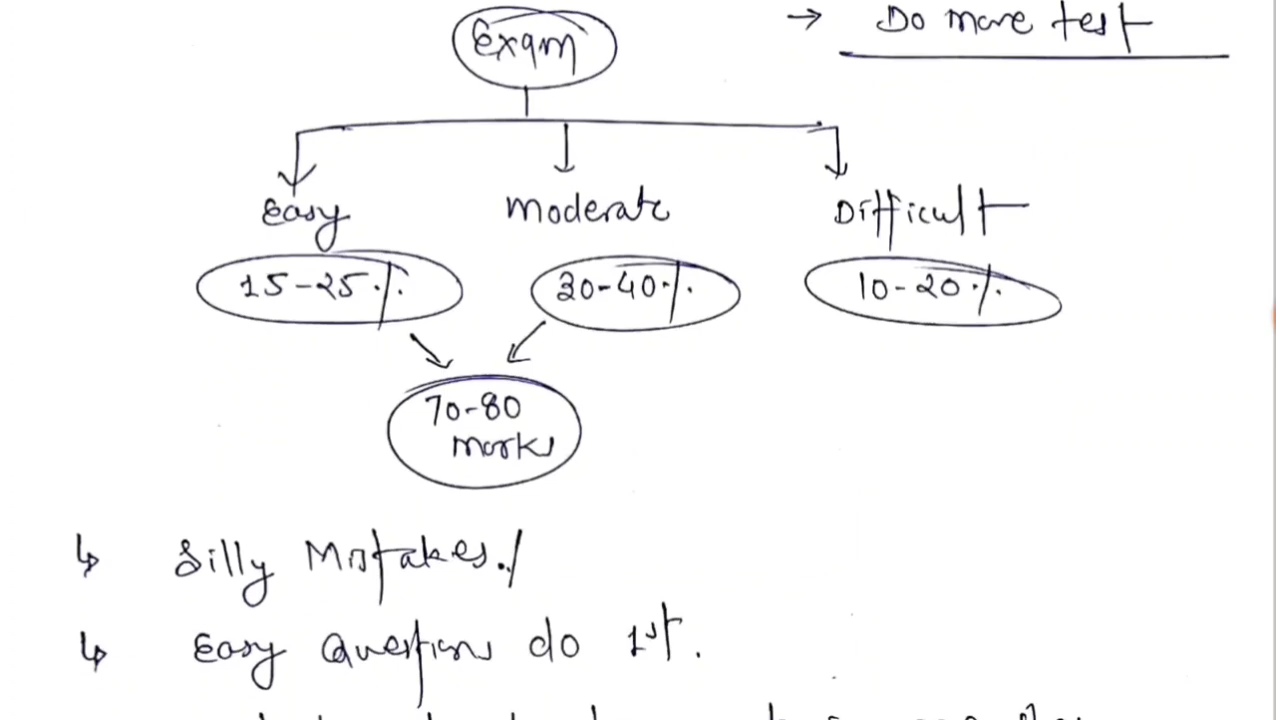 Exam
→ Do more test
Easy
Moderate
Difficult
15-25%.
30-40%.
10-20%.
70-80
Marks
↳ Silly Mistakes.
↳ Easy Questions do 1st.